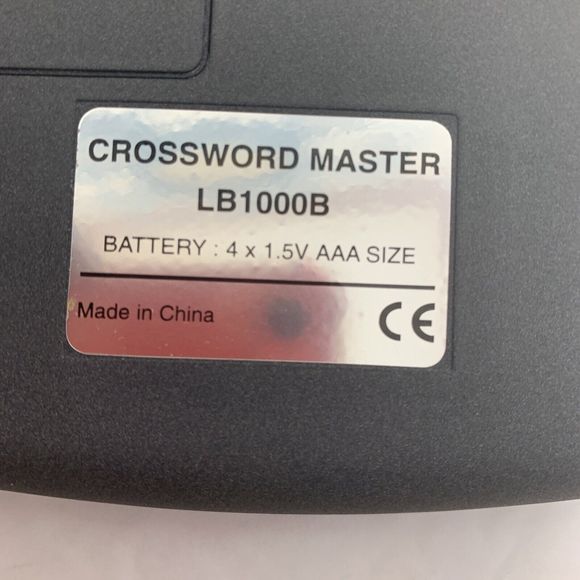 CROSSWORD MASTER
LB1000B
BATTERY : 4 x 1.5V AAA SIZE
Made in China
CE